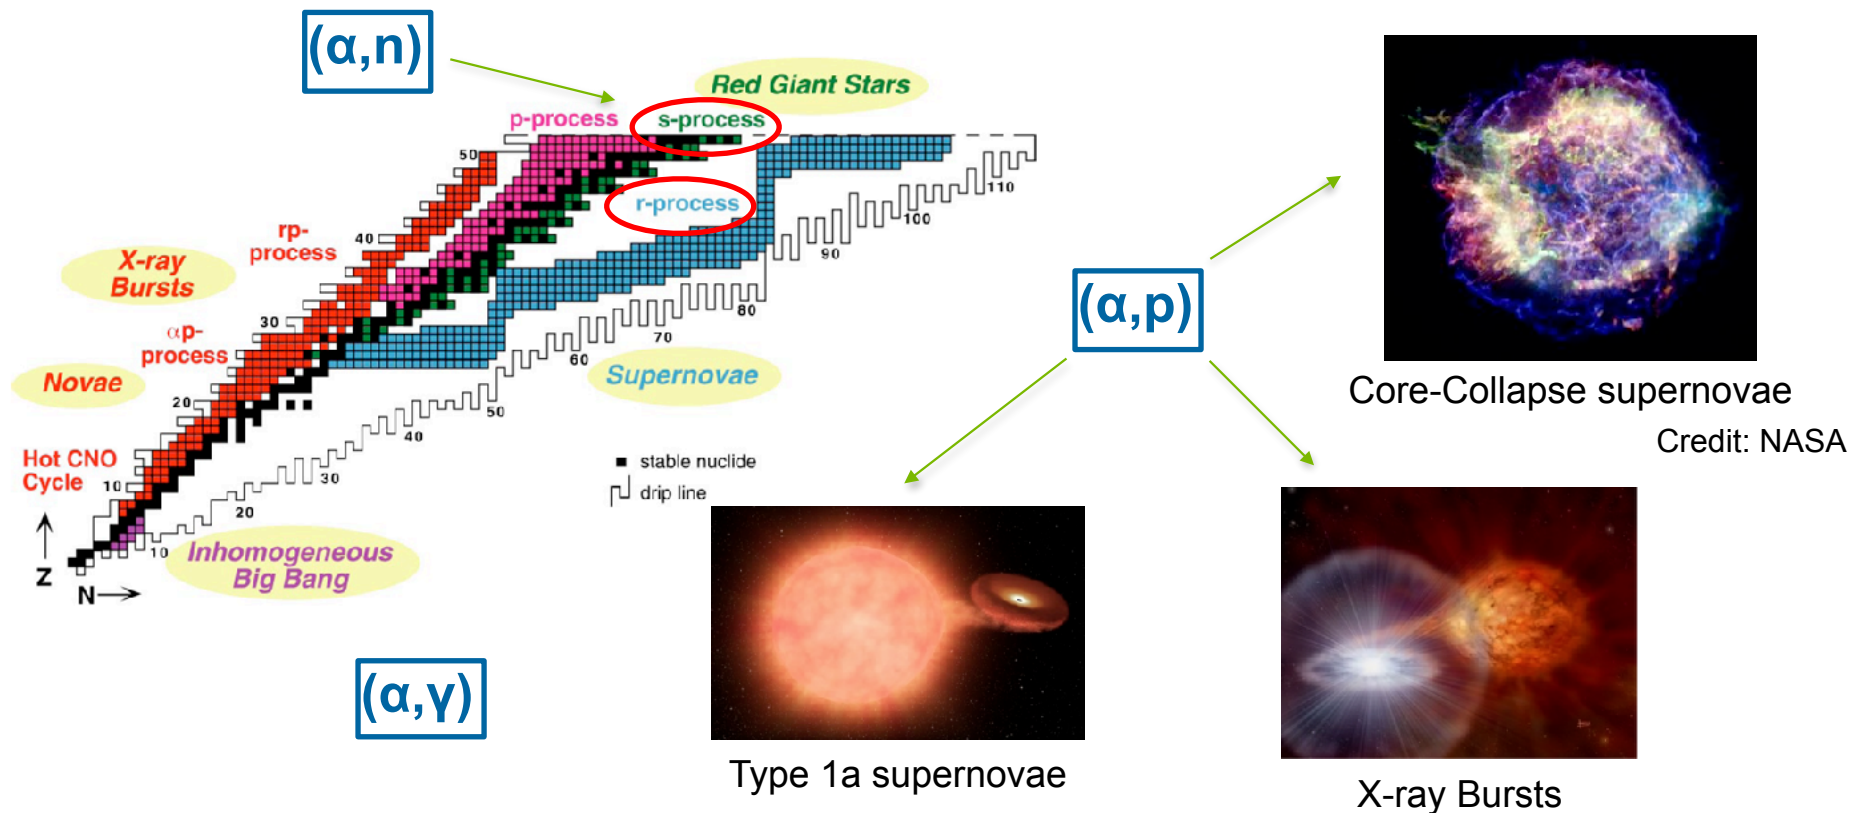 (α,n)
Red Giant Stars
p-process
s-process
50
r-process
110
100
90
rp-
process
40
X-ray
Bursts
80
(α,p)
30
70
αp-
process
60
Novae
Supernovae
20
50
40
Core-Collapse supernovae
Credit: NASA
Hot CNO
Cycle
10
30
stable nuclide
drip line
20
10
Inhomogeneous
Big Bang
Z
N
(α,γ)
Type 1a supernovae
X-ray Bursts